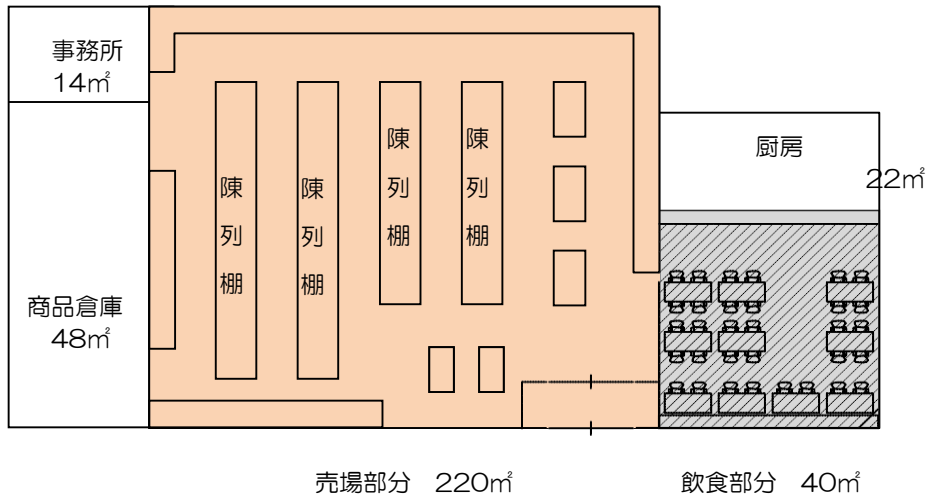 事務所
14㎡
厨房
22㎡
陳列棚
陳列棚
陳列棚
陳列棚
商品倉庫
48㎡
売場部分 220㎡
飲食部分 40㎡